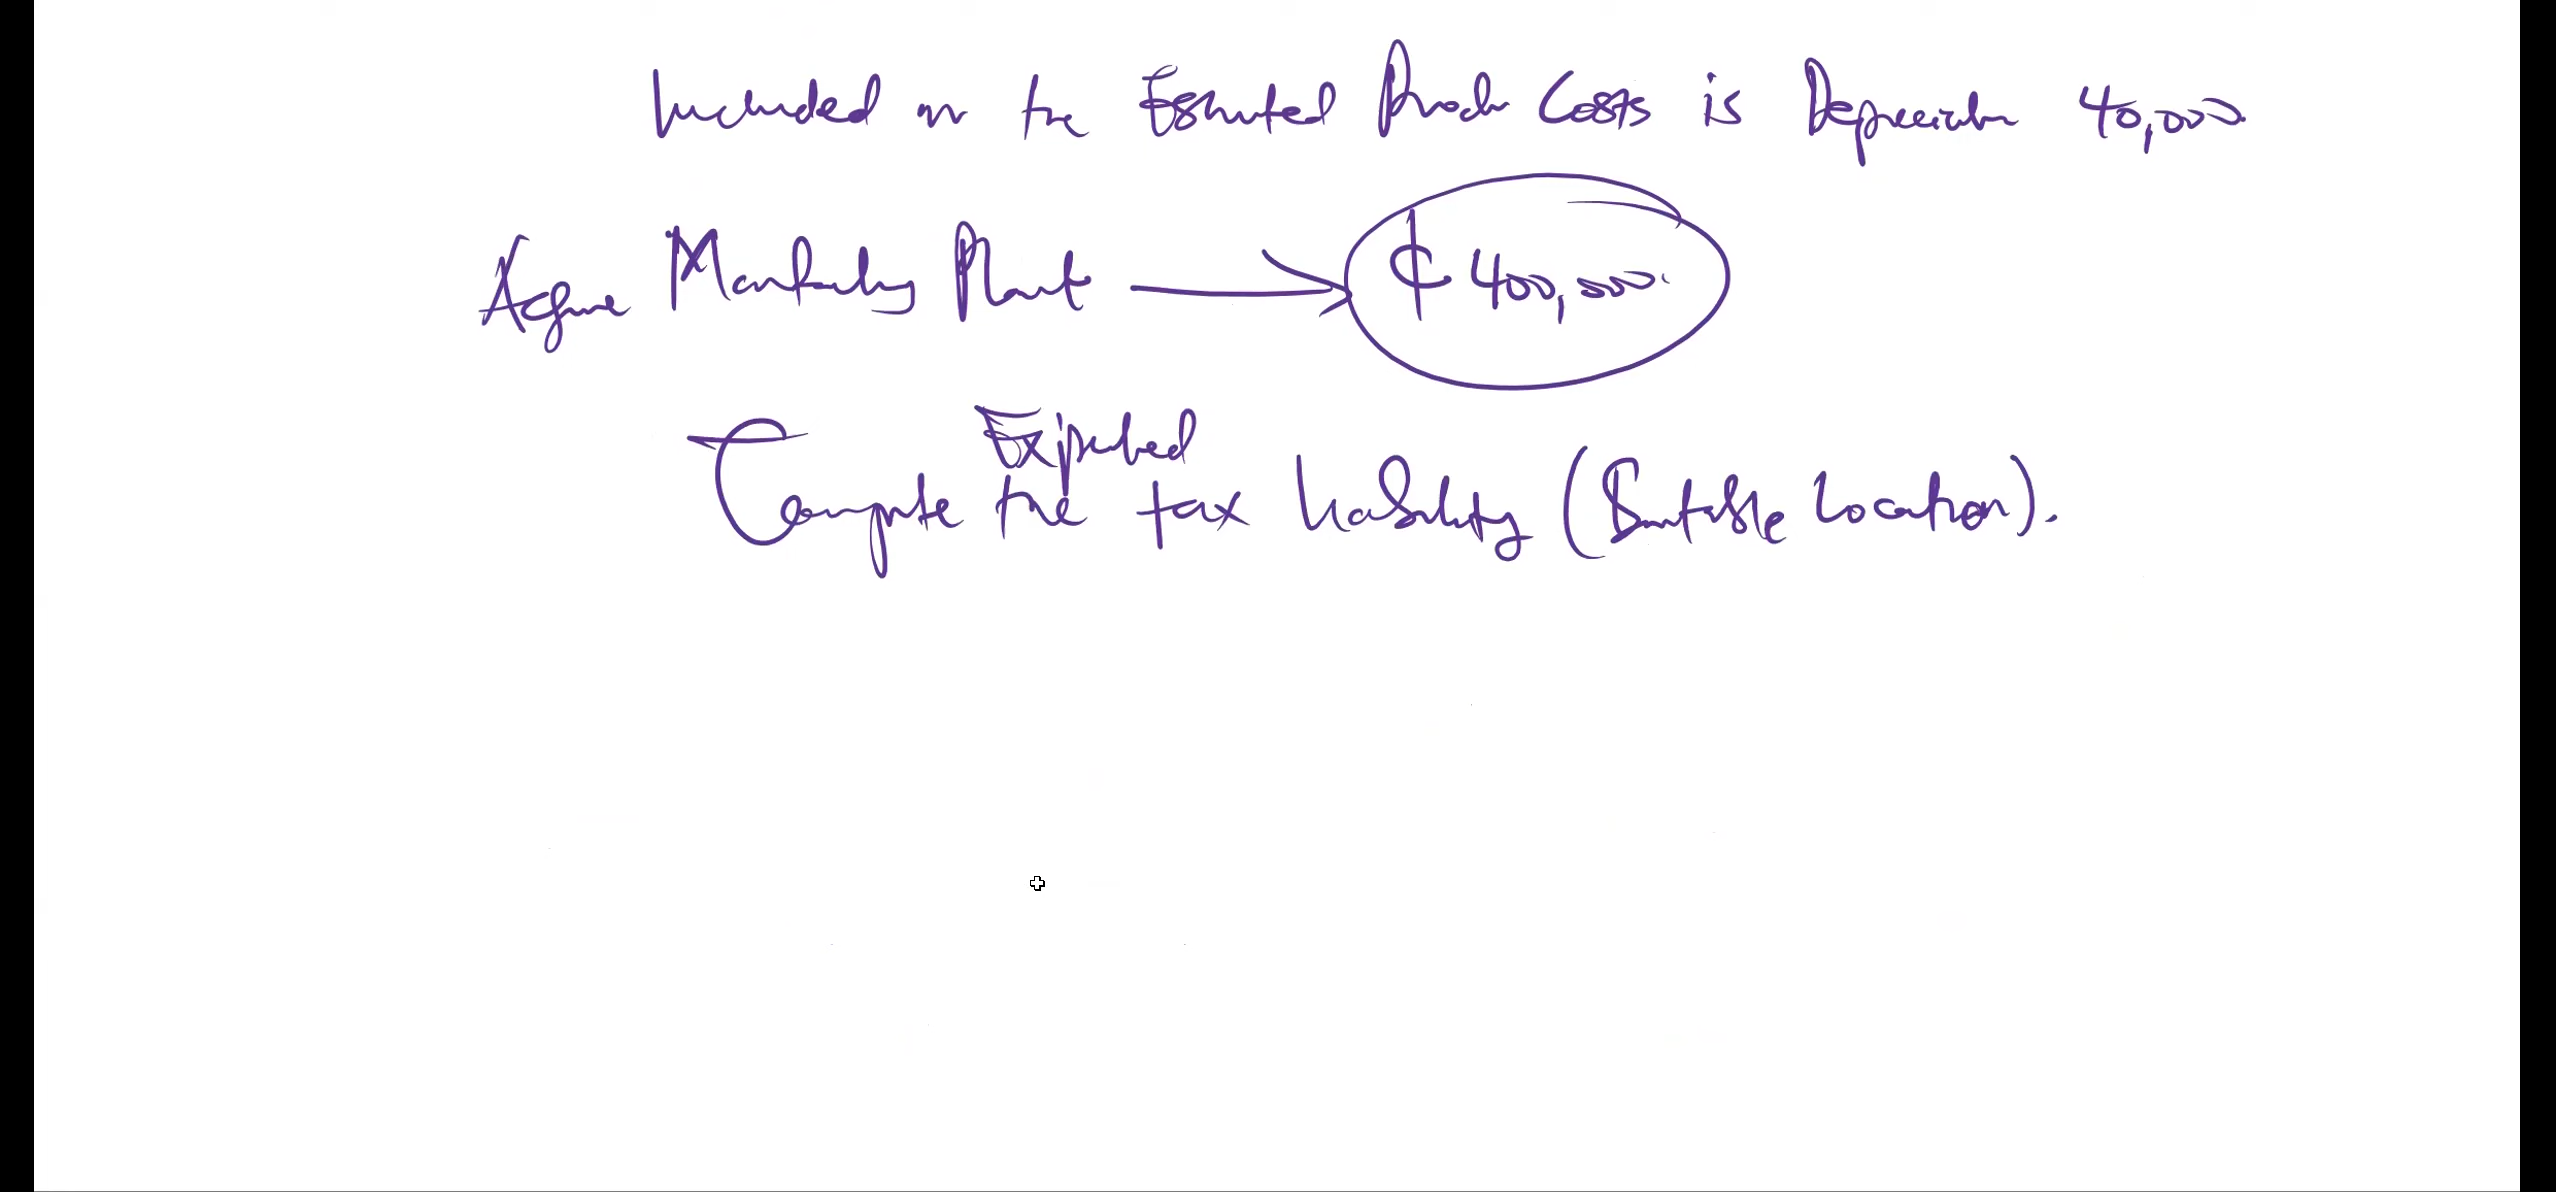 Included in the Estimated Production Costs is Depreciation 40,000
Acquire Manufacturing Plant → ₵ 400,000.
Expected
Compute the tax liability (Suitable Location).